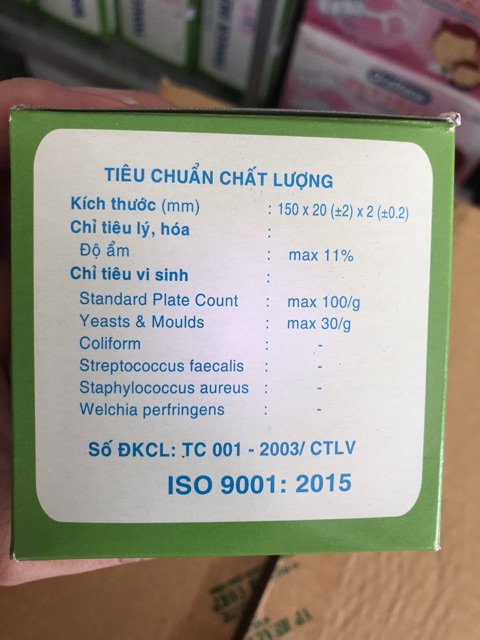 TIÊU CHUẨN CHẤT LƯỢNG
Kích thước (mm) : 150 x 20 (±2) x 2 (±0.2)
Chỉ tiêu lý, hóa :
Độ ẩm : max 11%
Chỉ tiêu vi sinh :
Standard Plate Count : max 100/g
Yeasts & Moulds : max 30/g
Coliform : -
Streptococcus faecalis : -
Staphylococcus aureus : -
Welchia perfringens : -
Số ĐKCL: TC 001 - 2003/ CTLV
ISO 9001: 2015